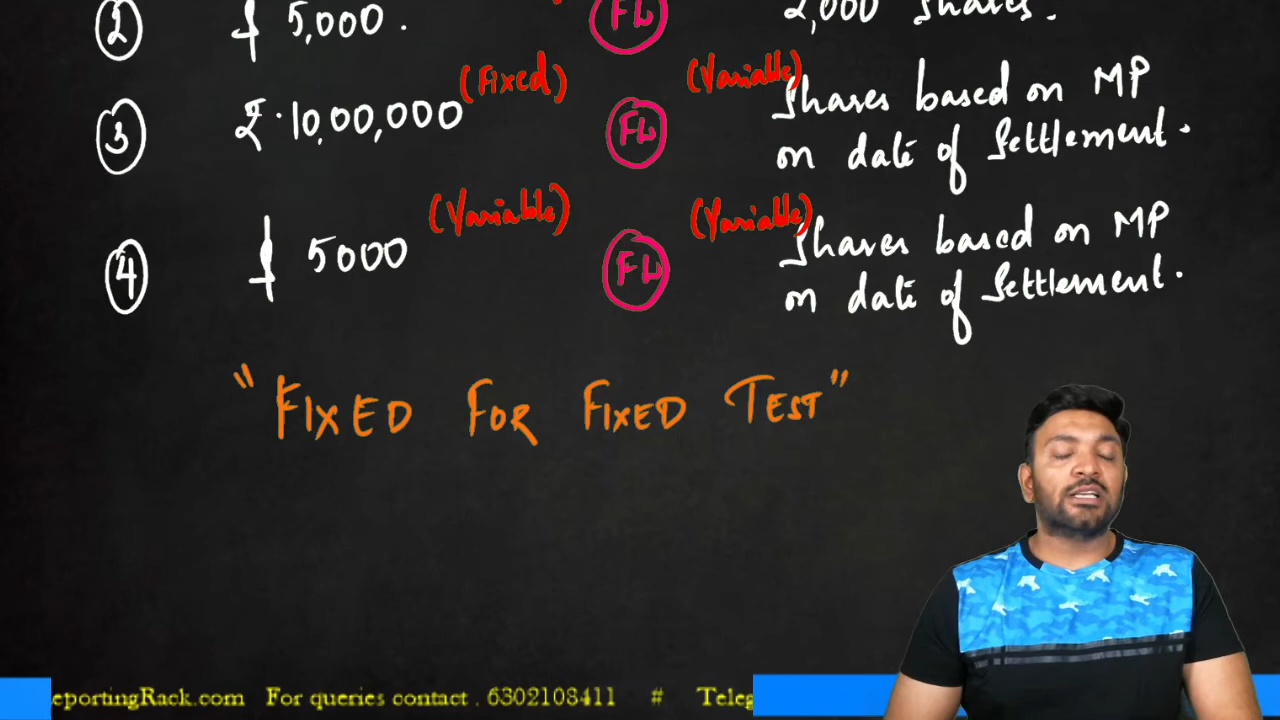 2 $ 5,000. FL 2,000 Shares.
(Fixed) (Variable)
3 ₹ 10,00,000 FL Shares based on MP
on date of Settlement.
(Variable) (Variable)
4 $ 5000 FL Shares based on MP
on date of Settlement.
"FIXED FOR FIXED TEST"
eportingRack.com For queries contact . 6302108411 # Teleg